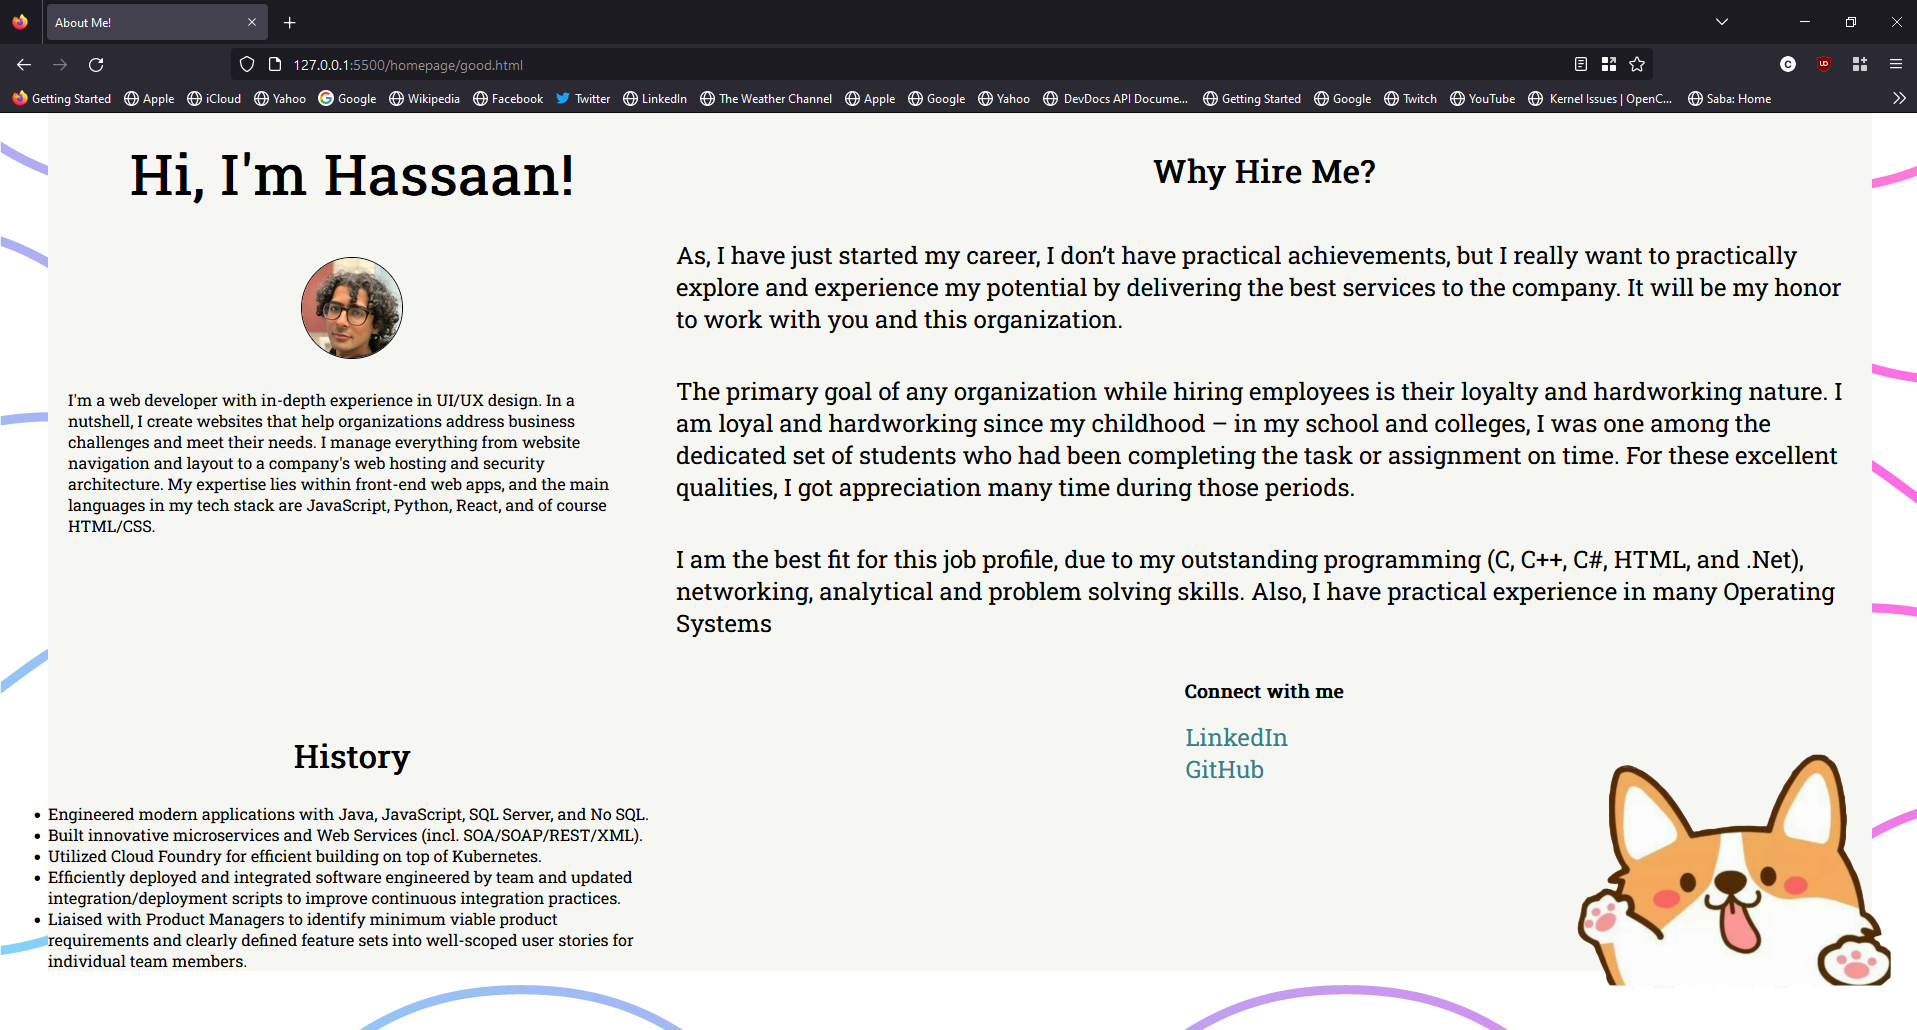 About Me!
127.0.0.1:5500/homepage/good.html
Getting Started Apple iCloud Yahoo Google Wikipedia Facebook Twitter LinkedIn The Weather Channel Apple Google Yahoo DevDocs API Docume... Getting Started Google Twitch YouTube Kernel Issues | OpenC... Saba: Home
Hi, I'm Hassaan!
I'm a web developer with in-depth experience in UI/UX design. In a
nutshell, I create websites that help organizations address business
challenges and meet their needs. I manage everything from website
navigation and layout to a company's web hosting and security
architecture. My expertise lies within front-end web apps, and the main
languages in my tech stack are JavaScript, Python, React, and of course
HTML/CSS.
History
• Engineered modern applications with Java, JavaScript, SQL Server, and No SQL.
• Built innovative microservices and Web Services (incl. SOA/SOAP/REST/XML).
• Utilized Cloud Foundry for efficient building on top of Kubernetes.
• Efficiently deployed and integrated software engineered by team and updated
integration/deployment scripts to improve continuous integration practices.
• Liaised with Product Managers to identify minimum viable product
requirements and clearly defined feature sets into well-scoped user stories for
individual team members.
Why Hire Me?
As, I have just started my career, I don’t have practical achievements, but I really want to practically
explore and experience my potential by delivering the best services to the company. It will be my honor
to work with you and this organization.
The primary goal of any organization while hiring employees is their loyalty and hardworking nature. I
am loyal and hardworking since my childhood – in my school and colleges, I was one among the
dedicated set of students who had been completing the task or assignment on time. For these excellent
qualities, I got appreciation many time during those periods.
I am the best fit for this job profile, due to my outstanding programming (C, C++, C#, HTML, and .Net),
networking, analytical and problem solving skills. Also, I have practical experience in many Operating
Systems
Connect with me
LinkedIn
GitHub